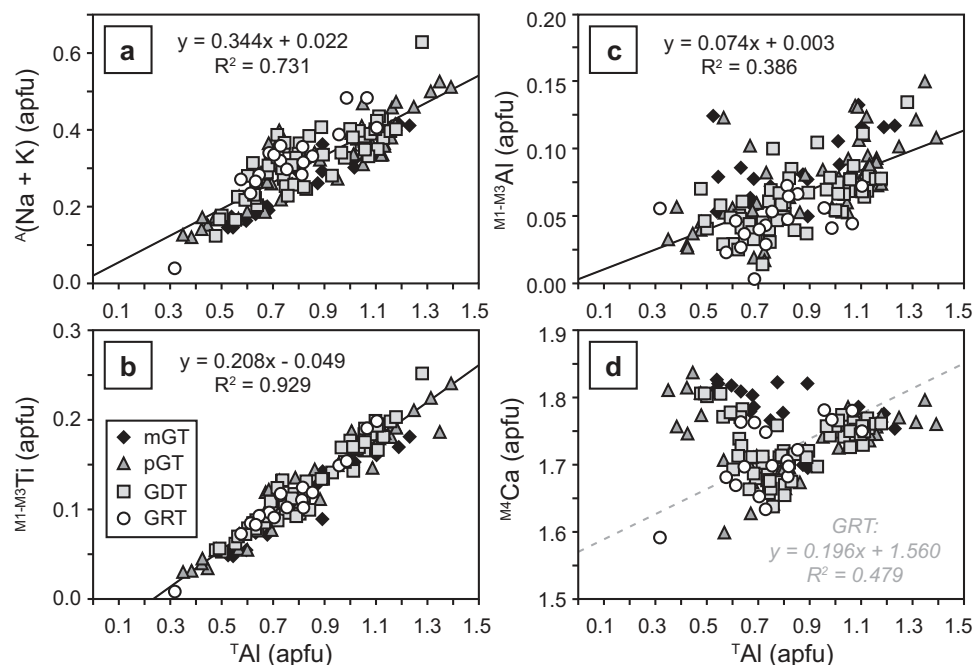 a
y = 0.344x + 0.022
R² = 0.731
ᴬ(Na + K) (apfu)
0.6
0.4
0.2
0.0
0.1 0.3 0.5 0.7 0.9 1.1 1.3 1.5
c
y = 0.074x + 0.003
R² = 0.386
ᴹ¹⁻ᴹ³Al (apfu)
0.20
0.15
0.10
0.05
0.00
0.1 0.3 0.5 0.7 0.9 1.1 1.3 1.5
b
y = 0.208x - 0.049
R² = 0.929
ᴹ¹⁻ᴹ³Ti (apfu)
0.3
0.2
0.1
0.0
mGT
pGT
GDT
GRT
0.1 0.3 0.5 0.7 0.9 1.1 1.3 1.5
ᵀAl (apfu)
d
ᴹ⁴Ca (apfu)
1.9
1.8
1.7
1.6
1.5
GRT:
y = 0.196x + 1.560
R² = 0.479
0.1 0.3 0.5 0.7 0.9 1.1 1.3 1.5
ᵀAl (apfu)